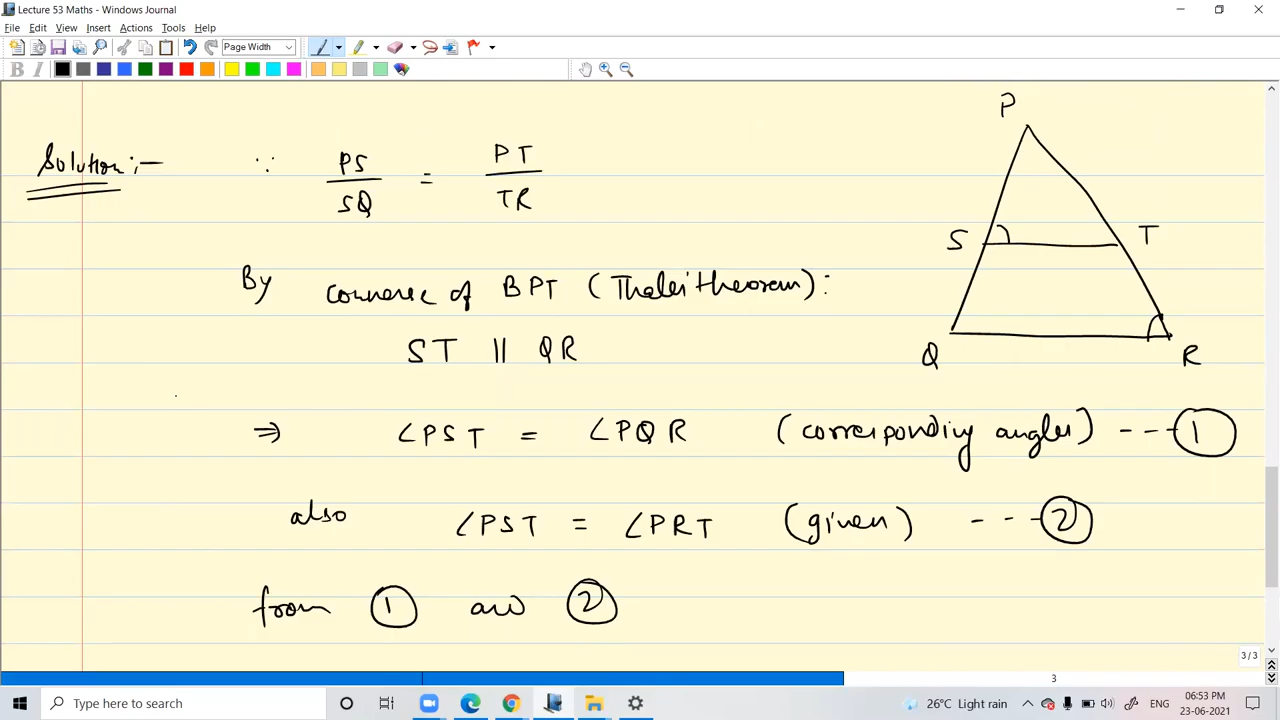 Lecture 53 Maths - Windows Journal
File Edit View Insert Actions Tools Help
Page Width
B I
Solution:-
∵ PS/SQ = PT/TR
By converse of BPT (Thales theorem):
ST || QR
⇒ ∠PST = ∠PQR (corresponding angles) --- 1
also ∠PST = ∠PRT (given) --- 2
from 1 and 2
P
S T
Q R
3/3
3
Type here to search
26°C Light rain
ENG
06:53 PM
23-06-2021